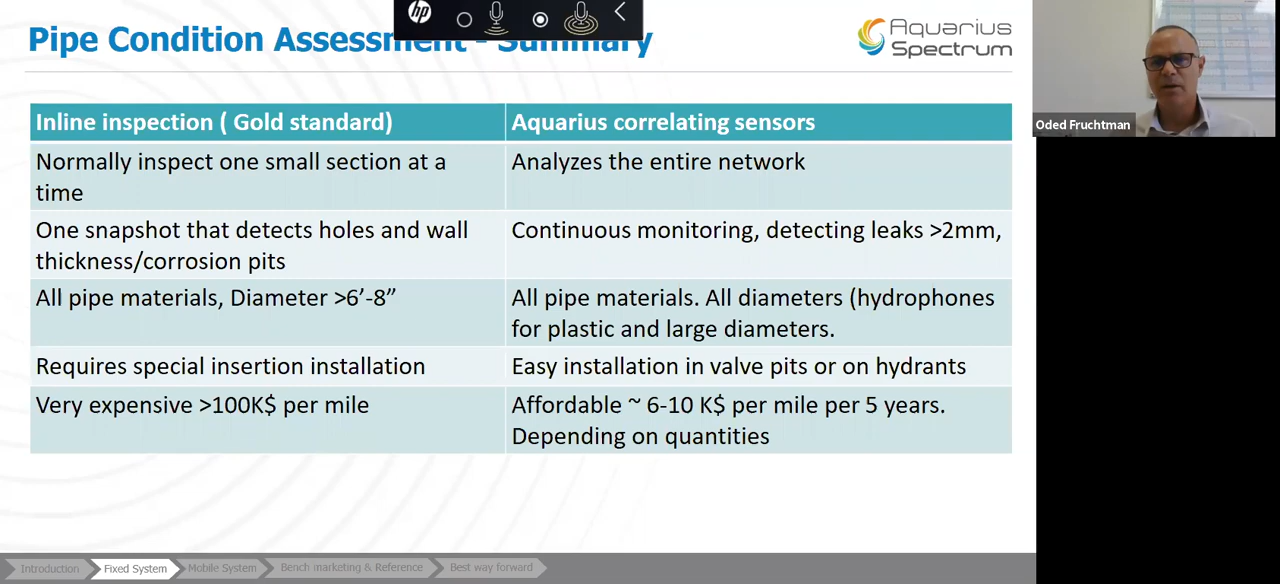 Pipe Condition Assessment - Summary
hp
Aquarius
Spectrum
Oded Fruchtman
Inline inspection ( Gold standard)
Aquarius correlating sensors
Normally inspect one small section at a
time
Analyzes the entire network
One snapshot that detects holes and wall
thickness/corrosion pits
Continuous monitoring, detecting leaks >2mm,
All pipe materials, Diameter >6’-8”
All pipe materials. All diameters (hydrophones
for plastic and large diameters.
Requires special insertion installation
Easy installation in valve pits or on hydrants
Very expensive >100K$ per mile
Affordable ~ 6-10 K$ per mile per 5 years.
Depending on quantities
Introduction
Fixed System
Mobile System
Bench marketing & Reference
Best way forward